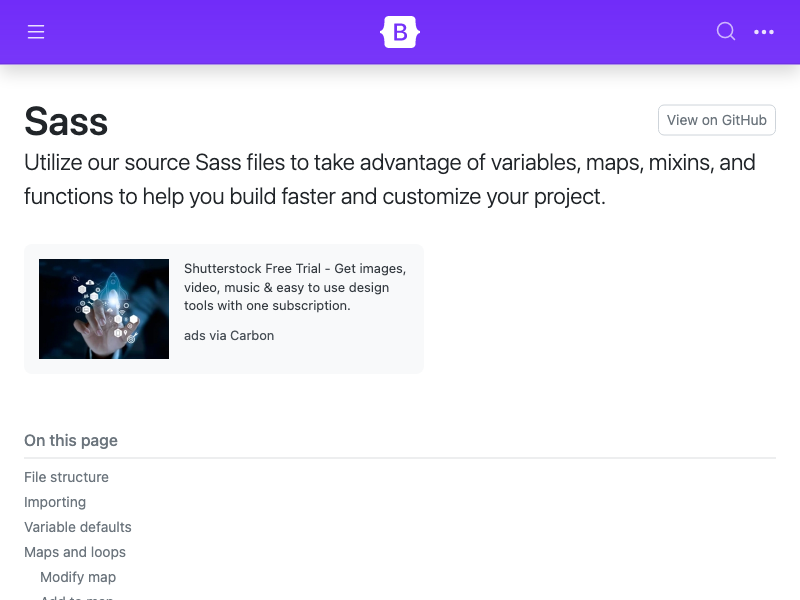 B
Sass
View on GitHub
Utilize our source Sass files to take advantage of variables, maps, mixins, and
functions to help you build faster and customize your project.
Shutterstock Free Trial - Get images,
video, music & easy to use design
tools with one subscription.
ads via Carbon
On this page
File structure
Importing
Variable defaults
Maps and loops
Modify map
Add to map